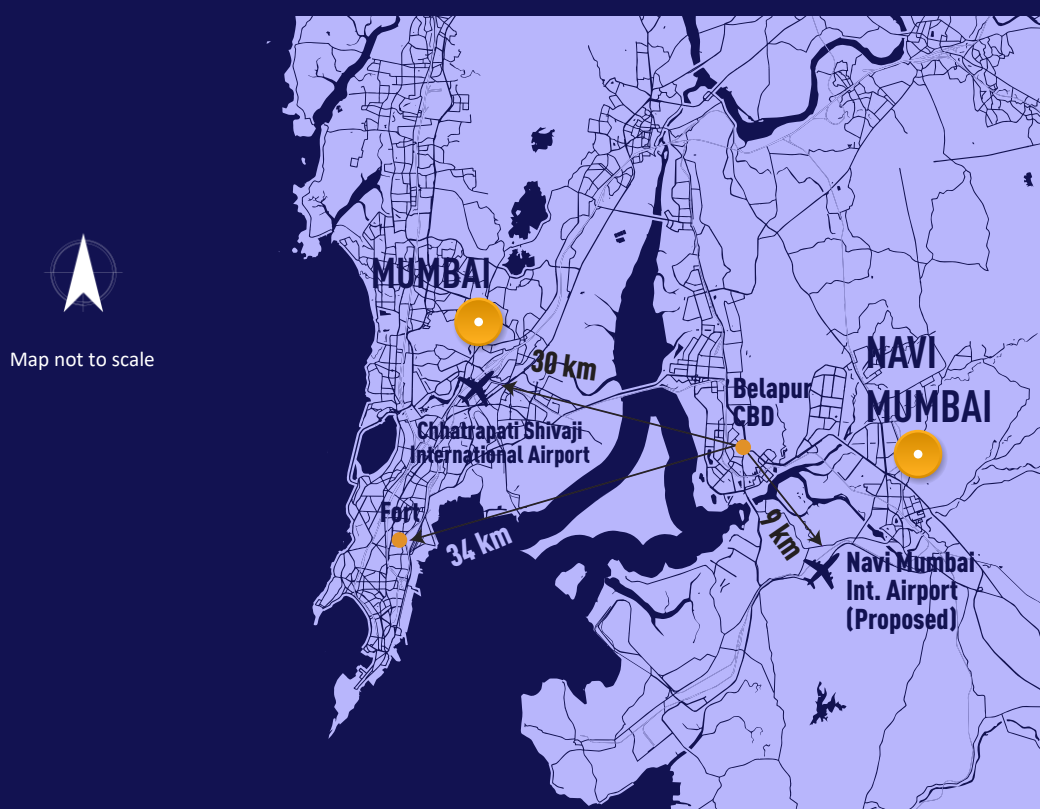 MUMBAI
Map not to scale
30 km
NAVI
MUMBAI
Belapur
CBD
Chhatrapati Shivaji
International Airport
Fort
34 km
9 km
Navi Mumbai
Int. Airport
(Proposed)